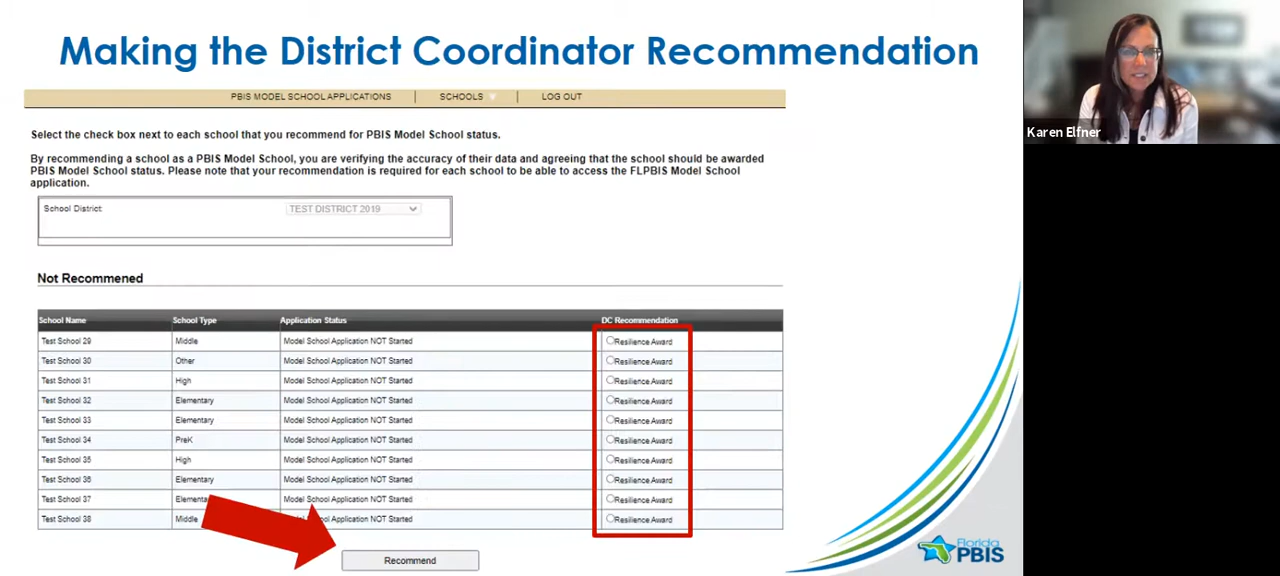 Making the District Coordinator Recommendation
PBIS MODEL SCHOOL APPLICATIONS SCHOOLS LOG OUT
Select the check box next to each school that you recommend for PBIS Model School status.
By recommending a school as a PBIS Model School, you are verifying the accuracy of their data and agreeing that the school should be awarded
PBIS Model School status. Please note that your recommendation is required for each school to be able to access the FLPBIS Model School
application.
School District TEST DISTRICT 2019
Not Recommened
School Name School Type Application Status DC Recommendation
Test School 29 Middle Model School Application NOT Started Resilience Award
Test School 30 Other Model School Application NOT Started Resilience Award
Test School 31 High Model School Application NOT Started Resilience Award
Test School 32 Elementary Model School Application NOT Started Resilience Award
Test School 33 Elementary Model School Application NOT Started Resilience Award
Test School 34 PreK Model School Application NOT Started Resilience Award
Test School 35 High Model School Application NOT Started Resilience Award
Test School 36 Elementary Model School Application NOT Started Resilience Award
Test School 37 Elementary Model School Application NOT Started Resilience Award
Test School 38 Middle Model School Application NOT Started Resilience Award
Recommend
Karen Elfner
Florida
PBIS